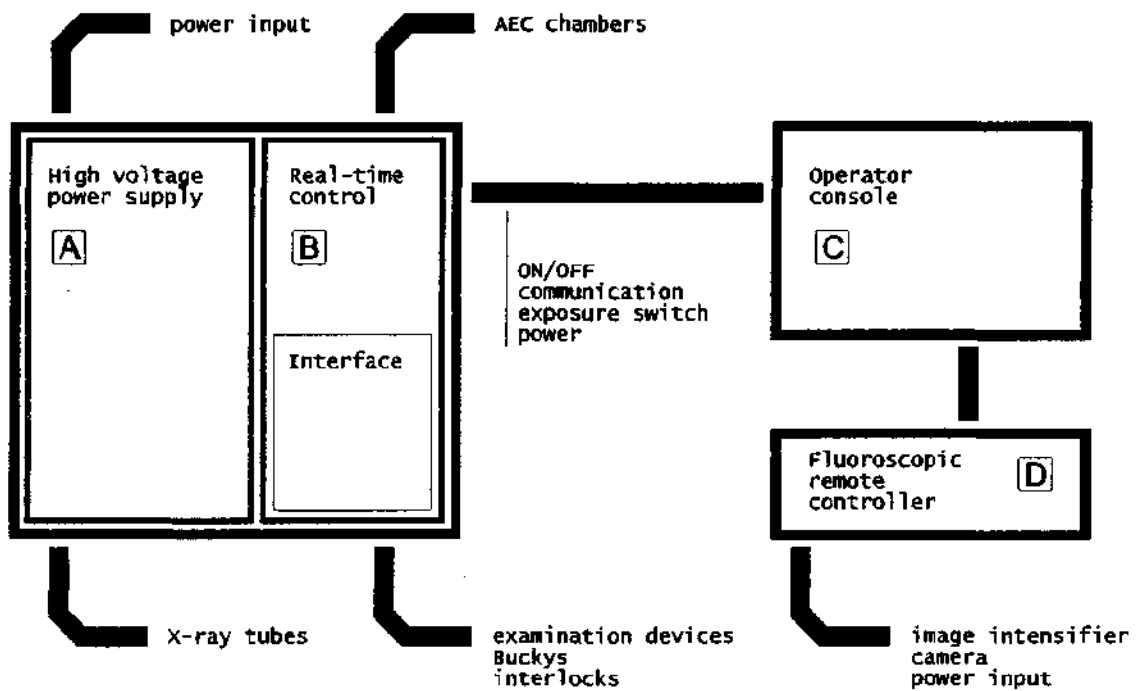 power input
AEC chambers
High voltage
power supply
A
Real-time
control
B
Interface
ON/OFF
communication
exposure switch
power
Operator
console
C
Fluoroscopic
remote
controller
D
X-ray tubes
examination devices
Buckys
interlocks
image intensifier
camera
power input